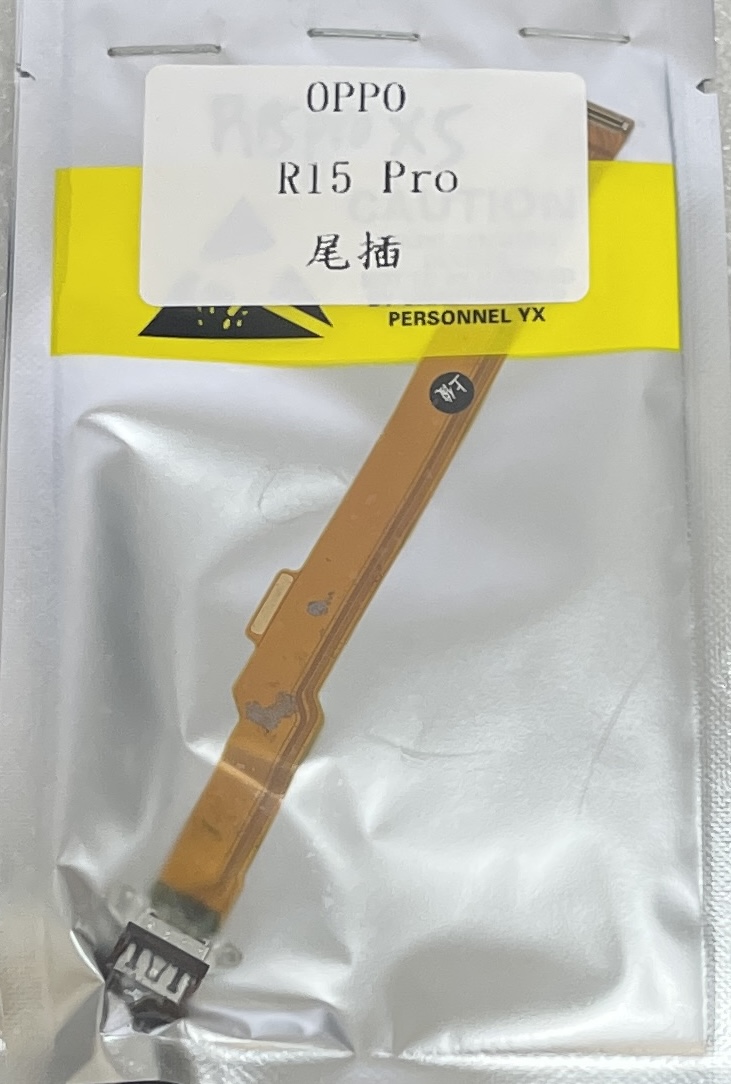 OPPO
R15 Pro
尾插
CAUTION
PERSONNEL YX